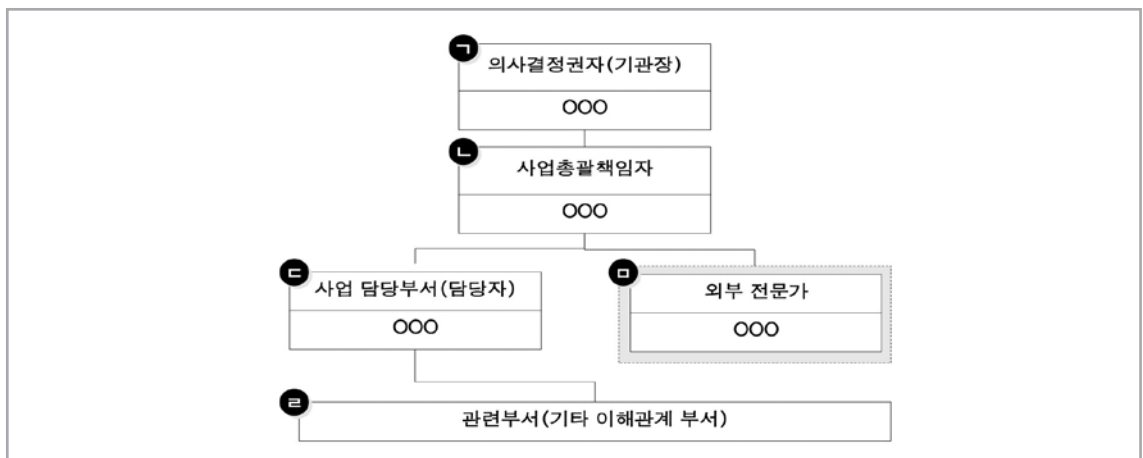 ㄱ
의사결정권자(기관장)
OOO
ㄴ
사업총괄책임자
OOO
ㄷ
사업 담당부서(담당자)
OOO
ㅁ
외부 전문가
OOO
ㄹ
관련부서(기타 이해관계 부서)